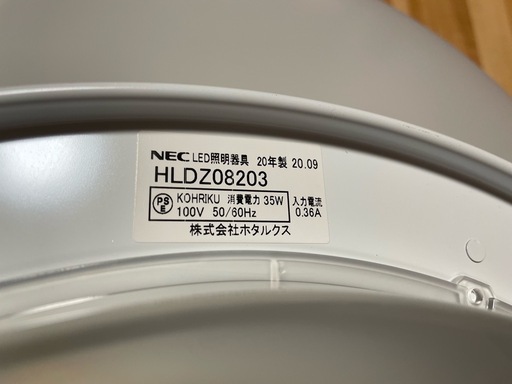 NEC LED照明器具 20年製 20.09
HLDZ08203
PS E KOHRIKU 消費電力 35W 入力電流
100V 50/60Hz 0.36A
株式会社ホタルクス